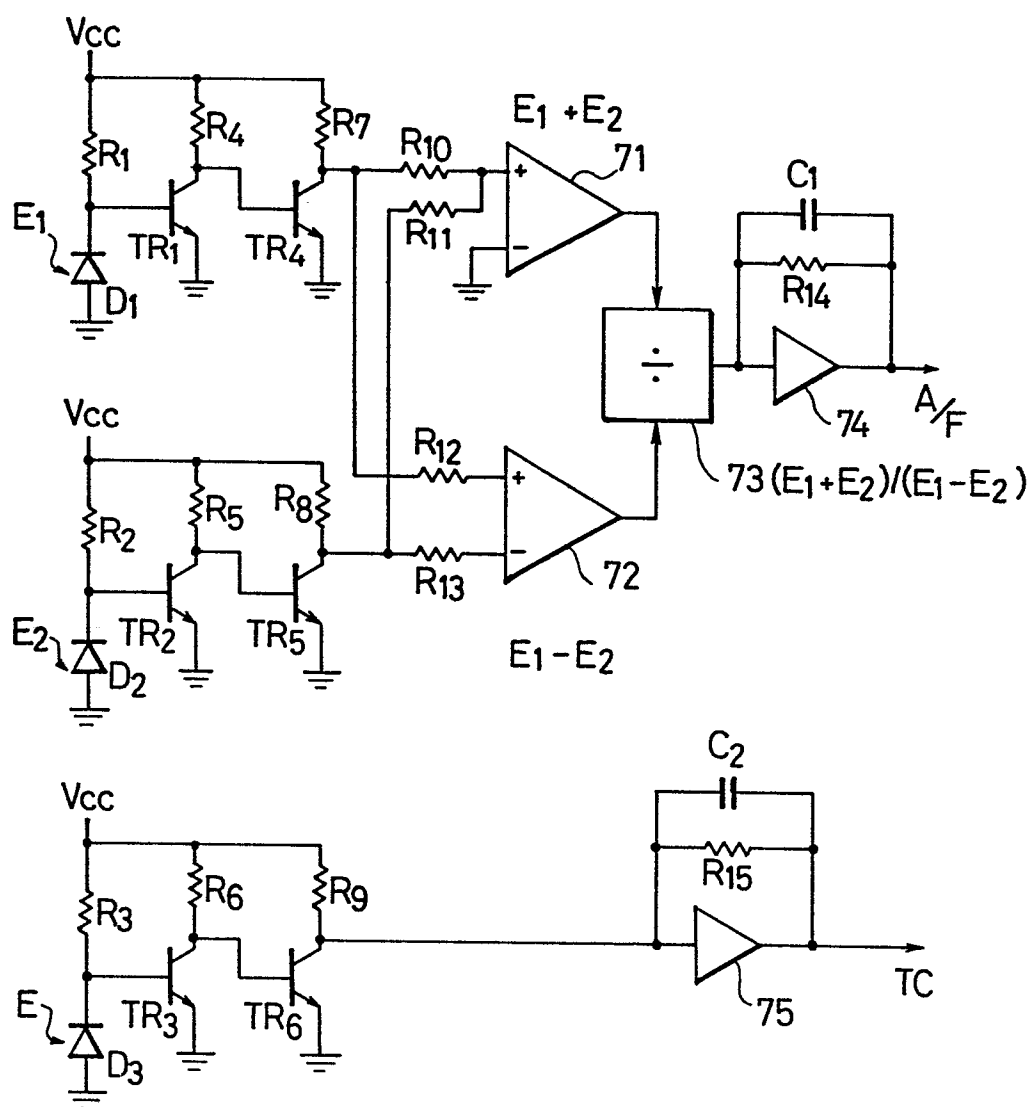 Vcc
R1
R4
R7
E1
TR1
TR4
D1
E1+E2
R10
R11
+
−
71
C1
R14
÷
74
A/F
73(E1+E2)/(E1−E2)
Vcc
R2
R5
R8
E2
TR2
TR5
D2
R12
R13
+
−
72
E1−E2
Vcc
R3
R6
R9
E
TR3
TR6
D3
C2
R15
75
TC